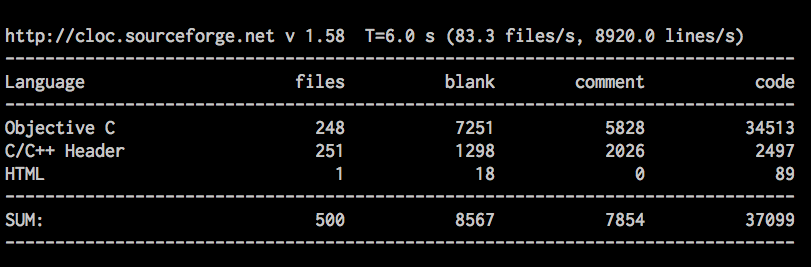 http://cloc.sourceforge.net v 1.58  T=6.0 s (83.3 files/s, 8920.0 lines/s)
-------------------------------------------------------------------------------
Language                     files          blank        comment           code
-------------------------------------------------------------------------------
Objective C                    248           7251           5828          34513
C/C++ Header                   251           1298           2026           2497
HTML                             1             18              0             89
-------------------------------------------------------------------------------
SUM:                           500           8567           7854          37099
-------------------------------------------------------------------------------